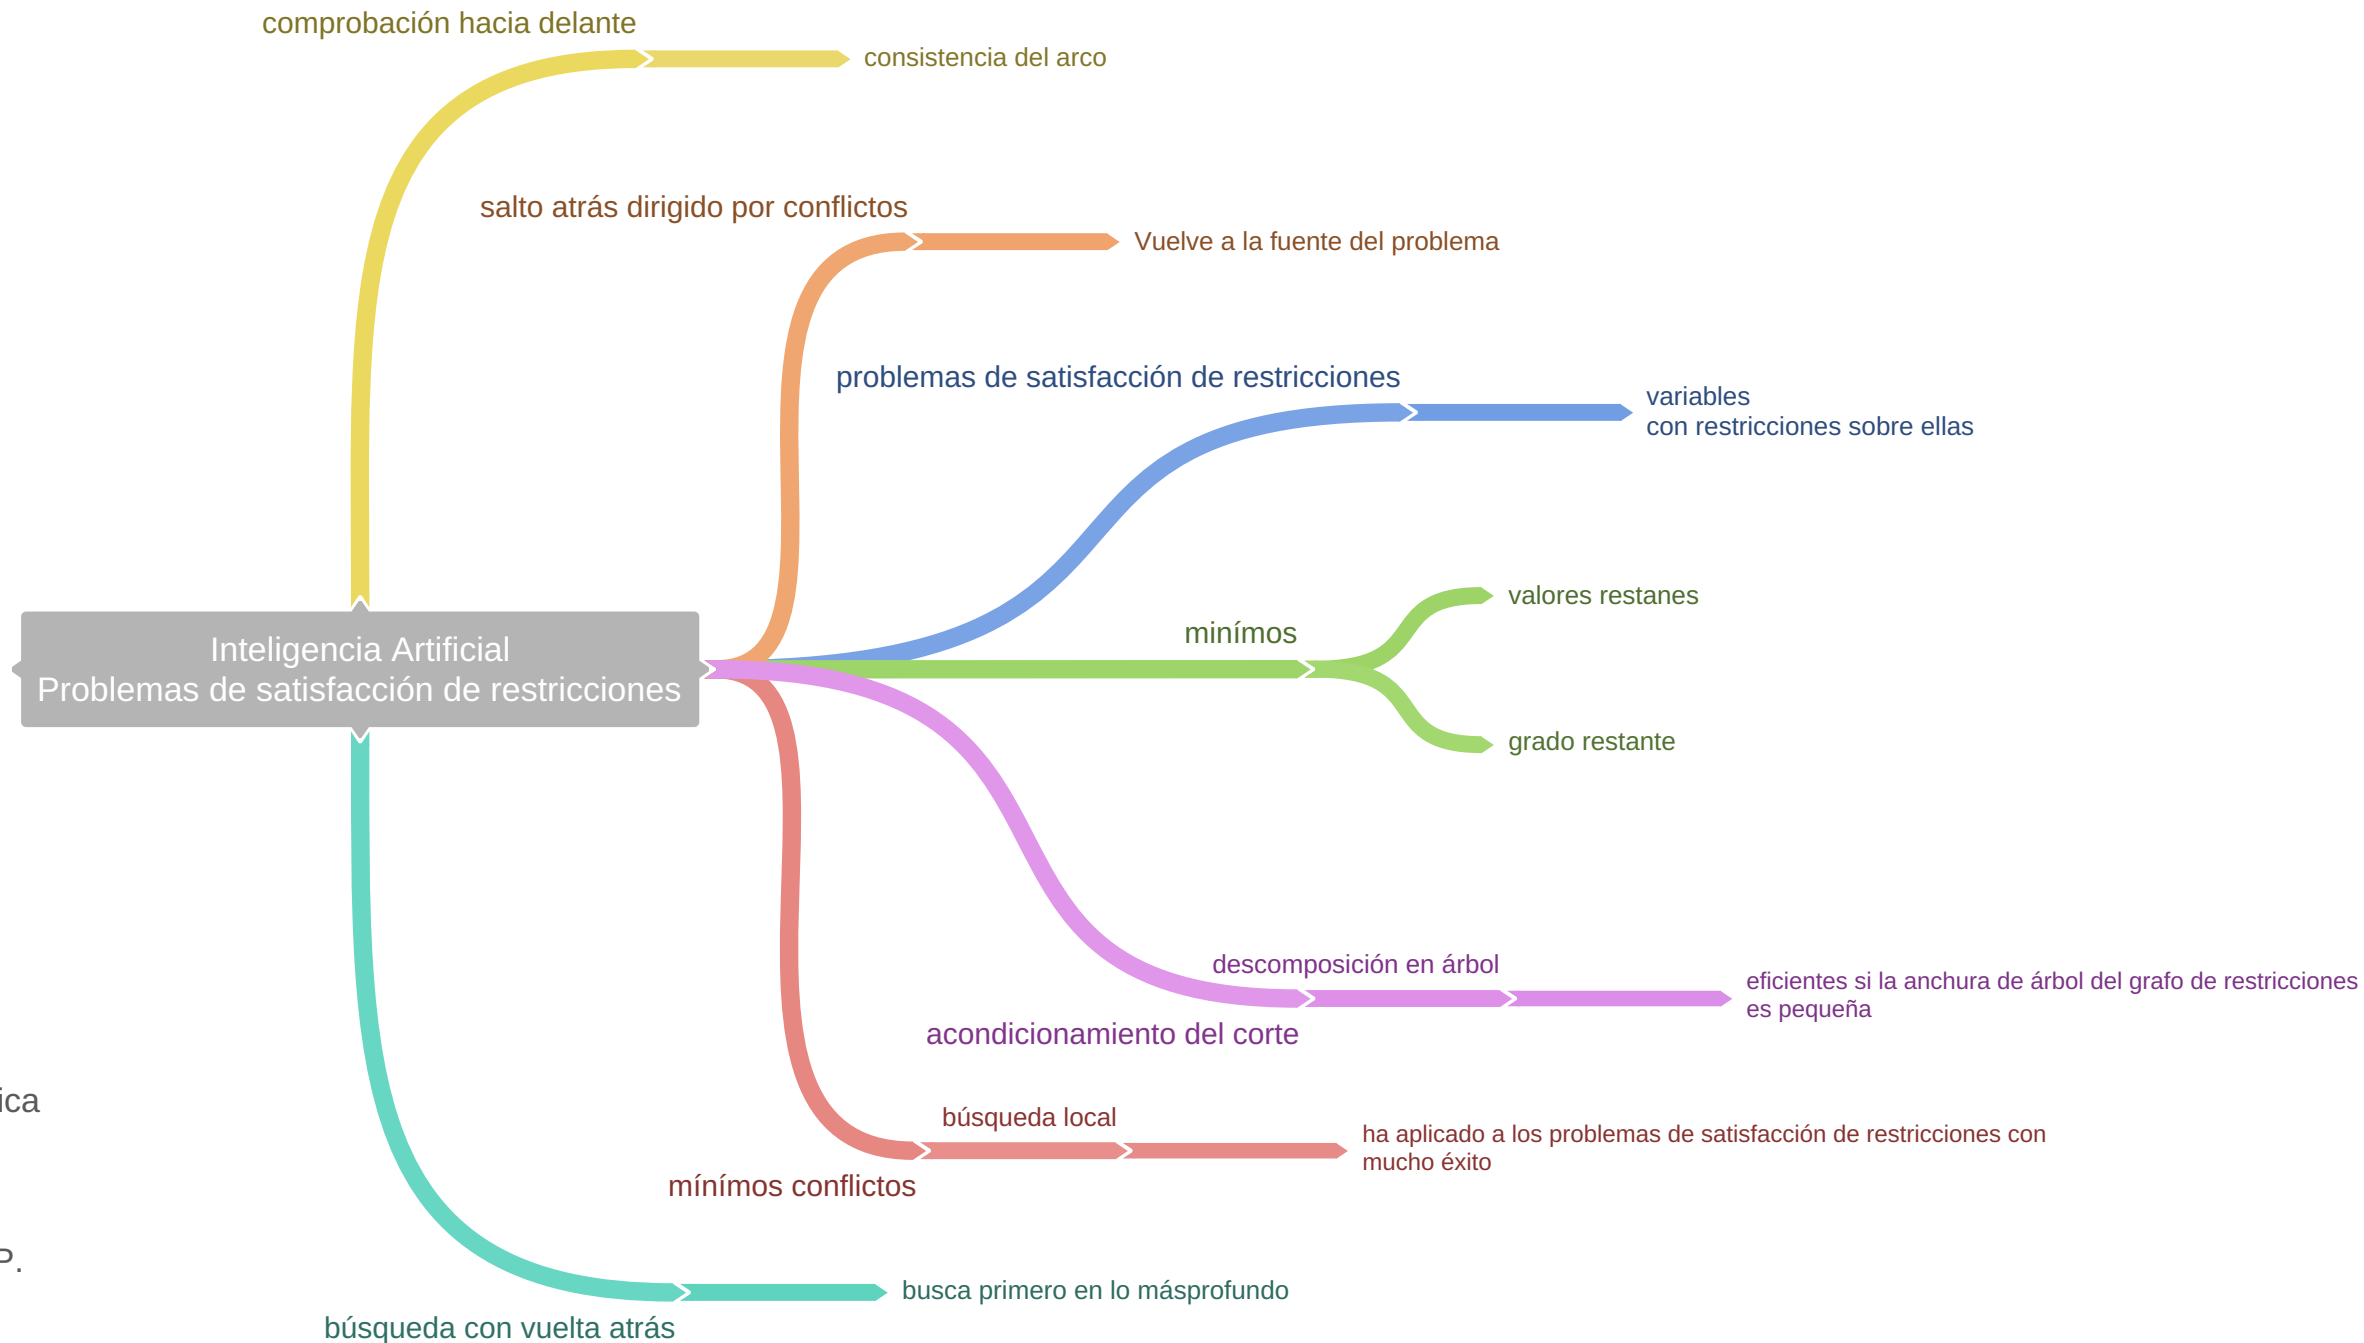 comprobación hacia delante
consistencia del arco
salto atrás dirigido por conflictos
Vuelve a la fuente del problema
problemas de satisfacción de restricciones
variables
con restricciones sobre ellas
valores restanes
minímos
grado restante
Inteligencia Artificial
Problemas de satisfacción de restricciones
descomposición en árbol
eficientes si la anchura de árbol del grafo de restricciones
es pequeña
acondicionamiento del corte
búsqueda local
ha aplicado a los problemas de satisfacción de restricciones con
mucho éxito
mínímos conflictos
ica
P.
busca primero en lo másprofundo
búsqueda con vuelta atrás